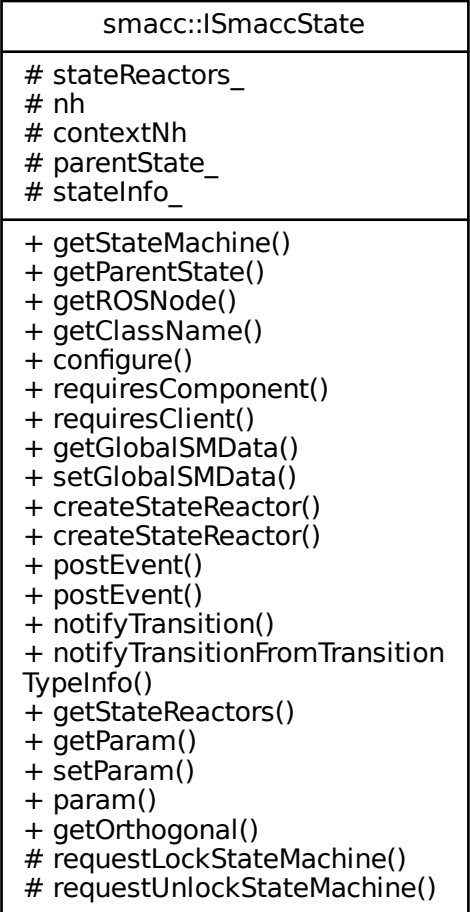 smacc::ISmaccState
# stateReactors_
# nh
# contextNh
# parentState_
# stateInfo_
+ getStateMachine()
+ getParentState()
+ getROSNode()
+ getClassName()
+ configure()
+ requiresComponent()
+ requiresClient()
+ getGlobalSMData()
+ setGlobalSMData()
+ createStateReactor()
+ createStateReactor()
+ postEvent()
+ postEvent()
+ notifyTransition()
+ notifyTransitionFromTransition
TypeInfo()
+ getStateReactors()
+ getParam()
+ setParam()
+ param()
+ getOrthogonal()
# requestLockStateMachine()
# requestUnlockStateMachine()